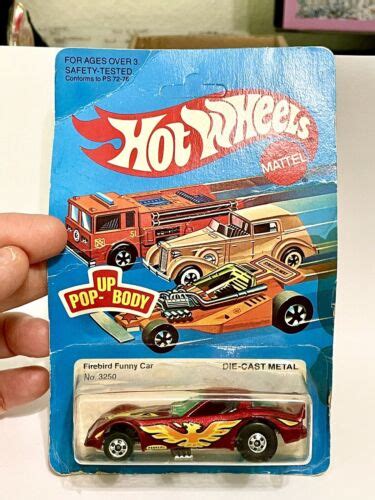 FOR AGES OVER 3.
SAFETY-TESTED.
Conforms to PS 72-76
HOT WHEELS
MATTEL
51
6
POP-UP BODY
Firebird Funny Car
No. 3250
DIE-CAST METAL